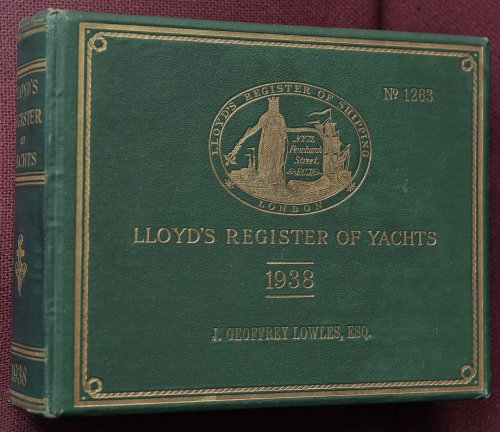 LLOYD'S
REGISTER
OF
YACHTS
1938
Nº 1263
LLOYD'S REGISTER OF SHIPPING
Nº 71,
Fenchurch
Street,
LONDON
LLOYD'S REGISTER OF YACHTS
1938
J. GEOFFREY LOWLES, ESQ.